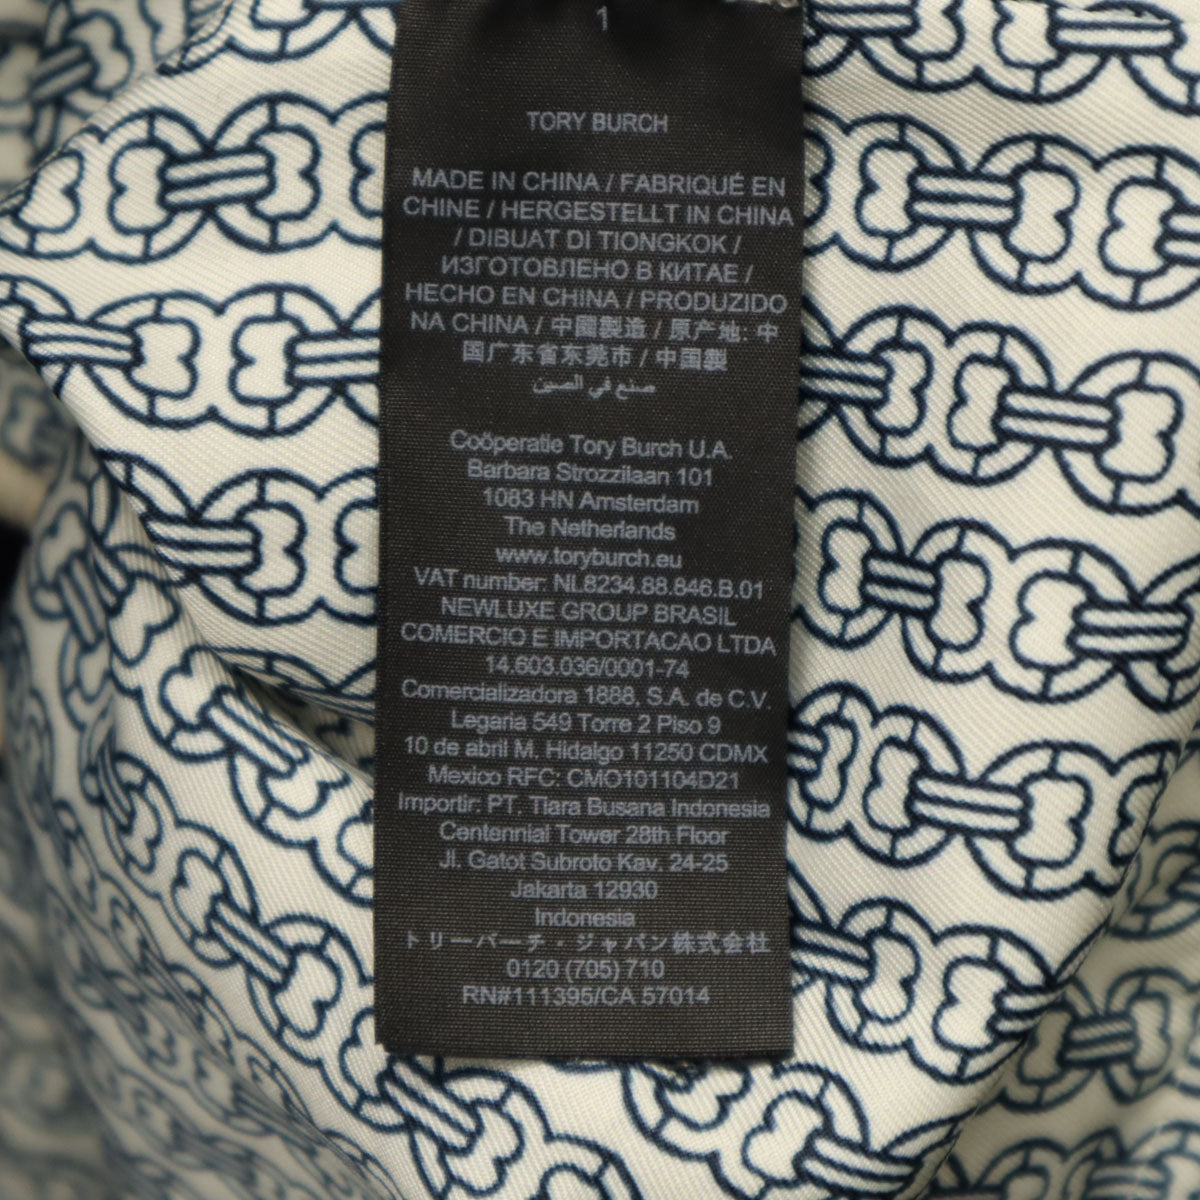 1
TORY BURCH
MADE IN CHINA / FABRIQUÉ EN
CHINE / HERGESTELLT IN CHINA
/ DIBUAT DI TIONGKOK /
ИЗГОТОВЛЕНО В КИТАЕ /
HECHO EN CHINA / PRODUZIDO
NA CHINA / 中國製造 / 原产地: 中
国广东省东莞市 / 中国製
صنع في الصين
Coöperatie Tory Burch U.A.
Barbara Strozzilaan 101
1083 HN Amsterdam
The Netherlands
www.toryburch.eu
VAT number: NL8234.88.846.B.01
NEWLUXE GROUP BRASIL
COMERCIO E IMPORTACAO LTDA
14.603.036/0001-74
Comercializadora 1888, S.A. de C.V.
Legaria 549 Torre 2 Piso 9
10 de abril M. Hidalgo 11250 CDMX
Mexico RFC: CMO101104D21
Importir: PT. Tiara Busana Indonesia
Centennial Tower 28th Floor
Jl. Gatot Subroto Kav. 24-25
Jakarta 12930
Indonesia
トリーバーチ・ジャパン株式会社
0120 (705) 710
RN#111395/CA 57014